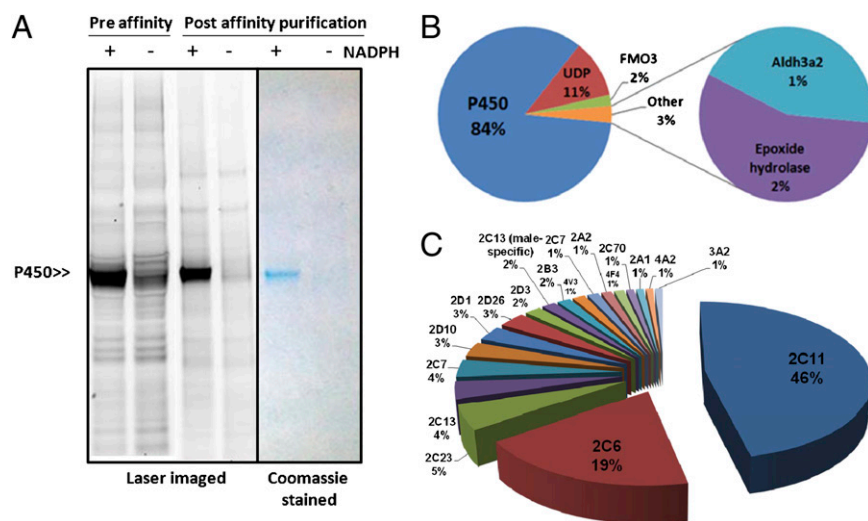 A
Pre affinity Post affinity purification
+ - + - + - NADPH
P450>>
Laser imaged
Coomassie
stained
B
P450
84%
UDP
11%
FMO3
2%
Other
3%
Aldh3a2
1%
Epoxide
hydrolase
2%
C
2C11
46%
2C6
19%
2C23
5%
2C13
4%
2C7
4%
2D10
3%
2D1
3%
2D26
3%
2D3
2%
2C13 (male-
specific)
2%
2B3
2%
4V3
1%
2C7
1%
2A2
1%
4F4
1%
2C70
1%
2A1
1%
4A2
1%
3A2
1%